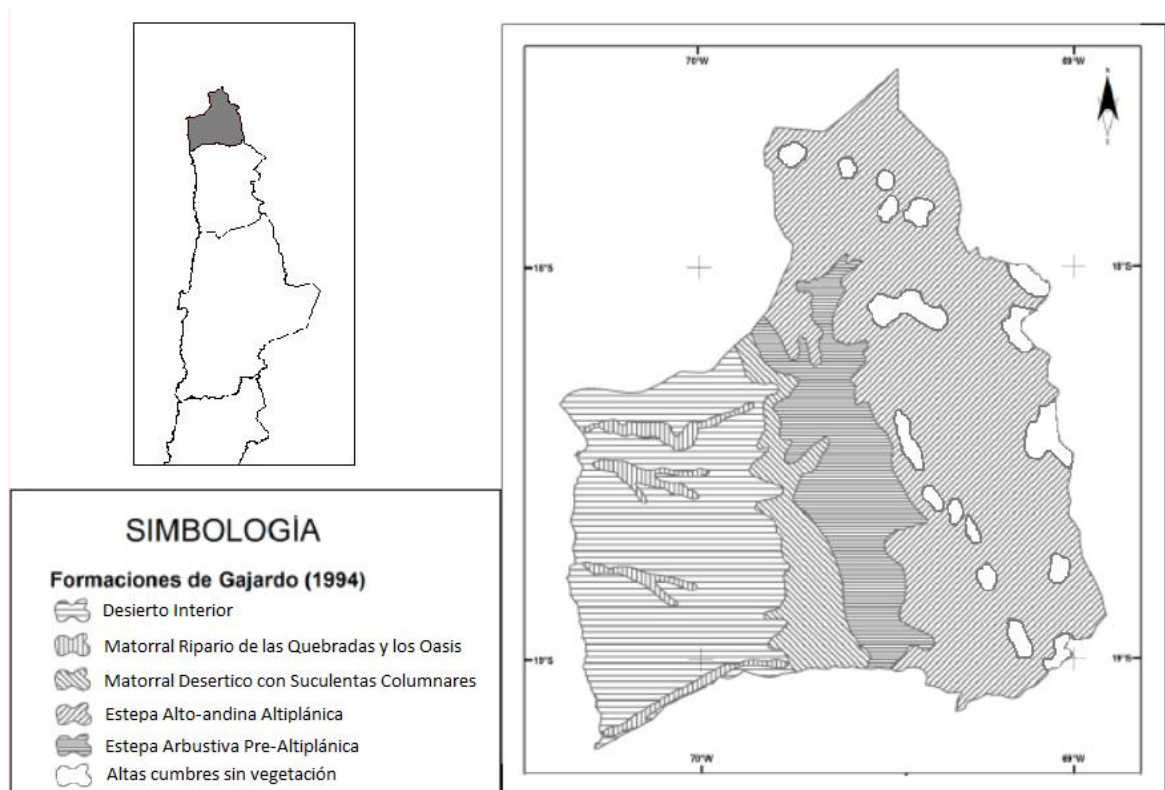 70°W 69°W
18°S 18°S
19°S 19°S
70°W 69°W
SIMBOLOGİA
Formaciones de Gajardo (1994)
Desierto Interior
Matorral Ripario de las Quebradas y los Oasis
Matorral Desertico con Suculentas Columnares
Estepa Alto-andina Altiplánica
Estepa Arbustiva Pre-Altiplánica
Altas cumbres sin vegetación